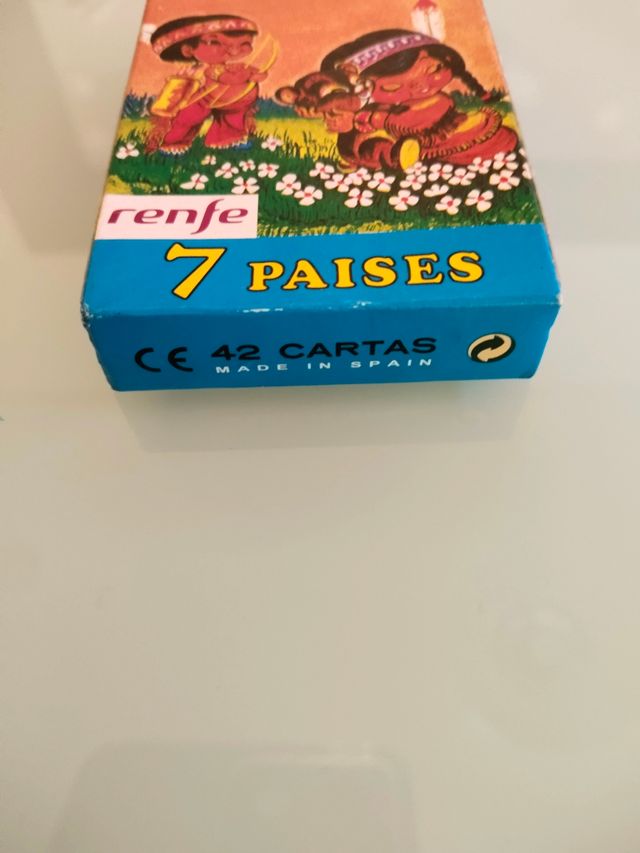 renfe
7 PAISES
CE 42 CARTAS
MADE IN SPAIN